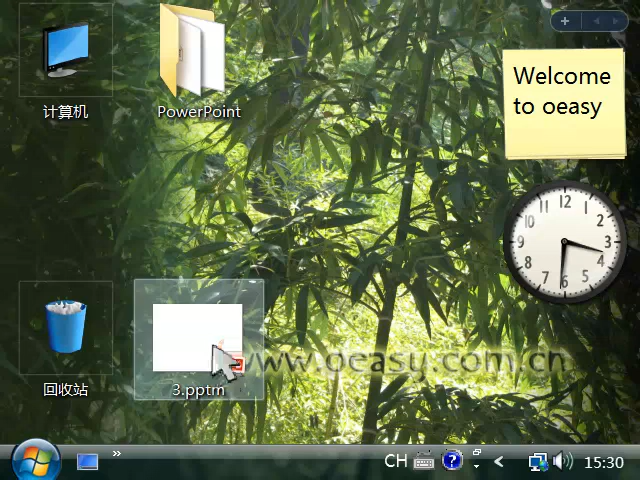 计算机
PowerPoint
Welcome
to oeasy
12
1
2
3
4
5
6
7
8
9
10
11
回收站
3.pptm
www.oeasy.com.cn
CH
?
15:30